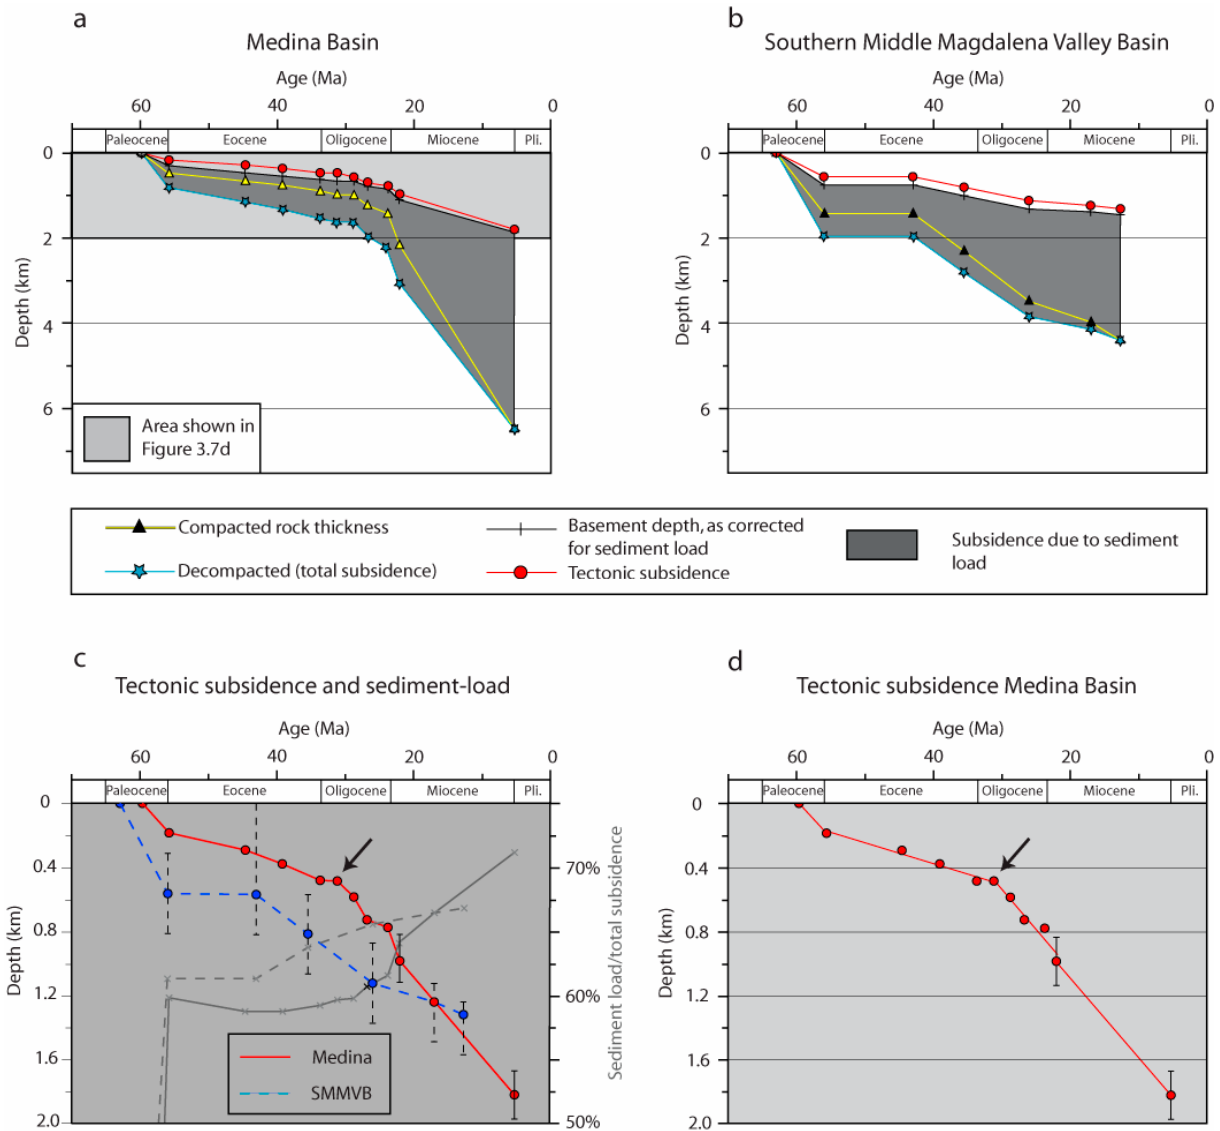 a
Medina Basin
Age (Ma)
60 40 20 0
Paleocene Eocene Oligocene Miocene Pli.
0
2
4
6
Depth (km)
Area shown in
Figure 3.7d
b
Southern Middle Magdalena Valley Basin
Age (Ma)
60 40 20 0
Paleocene Eocene Oligocene Miocene Pli.
0
2
4
6
Depth (km)
Compacted rock thickness
Decompacted (total subsidence)
Basement depth, as corrected
for sediment load
Tectonic subsidence
Subsidence due to sediment
load
c
Tectonic subsidence and sediment-load
Age (Ma)
60 40 20 0
Paleocene Eocene Oligocene Miocene Pli.
0
0.4
0.8
1.2
1.6
2.0
Depth (km)
70%
60%
50%
Sediment load/total subsidence
Medina
SMMVB
d
Tectonic subsidence Medina Basin
Age (Ma)
60 40 20 0
Paleocene Eocene Oligocene Miocene Pli.
0
0.4
0.8
1.2
1.6
2.0
Depth (km)